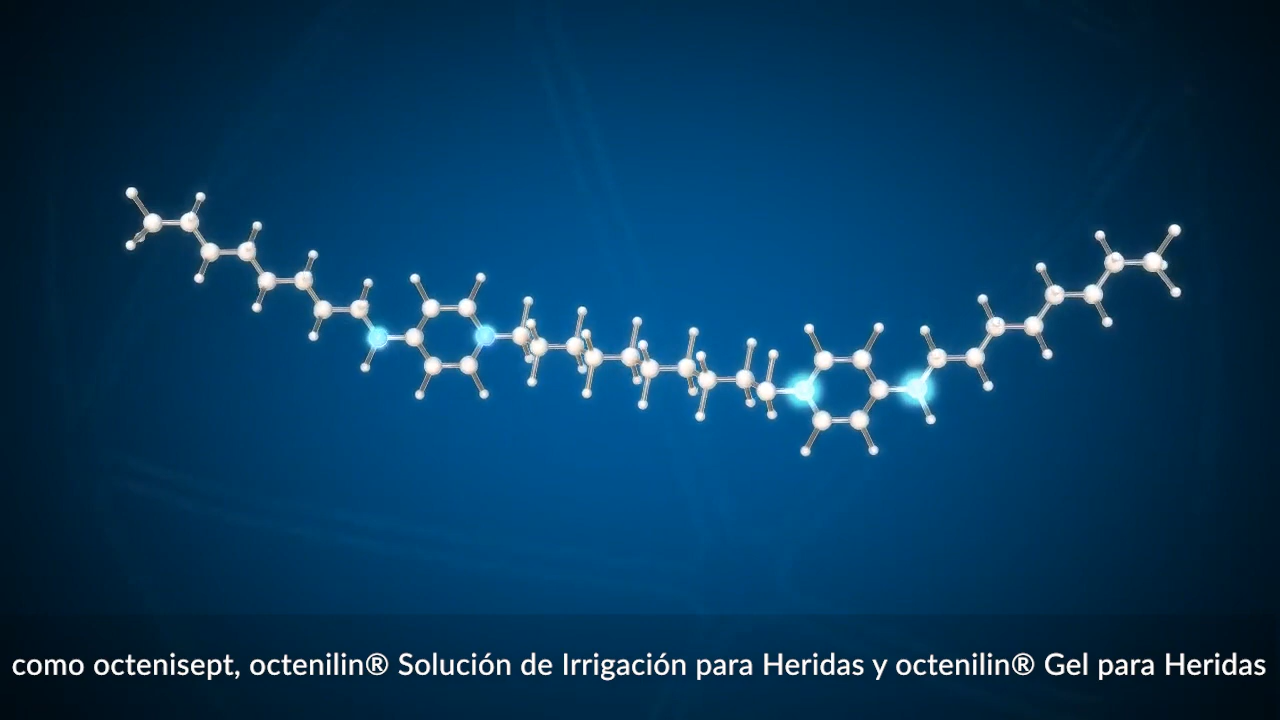 como octenisept, octenilin® Solución de Irrigación para Heridas y octenilin® Gel para Heridas